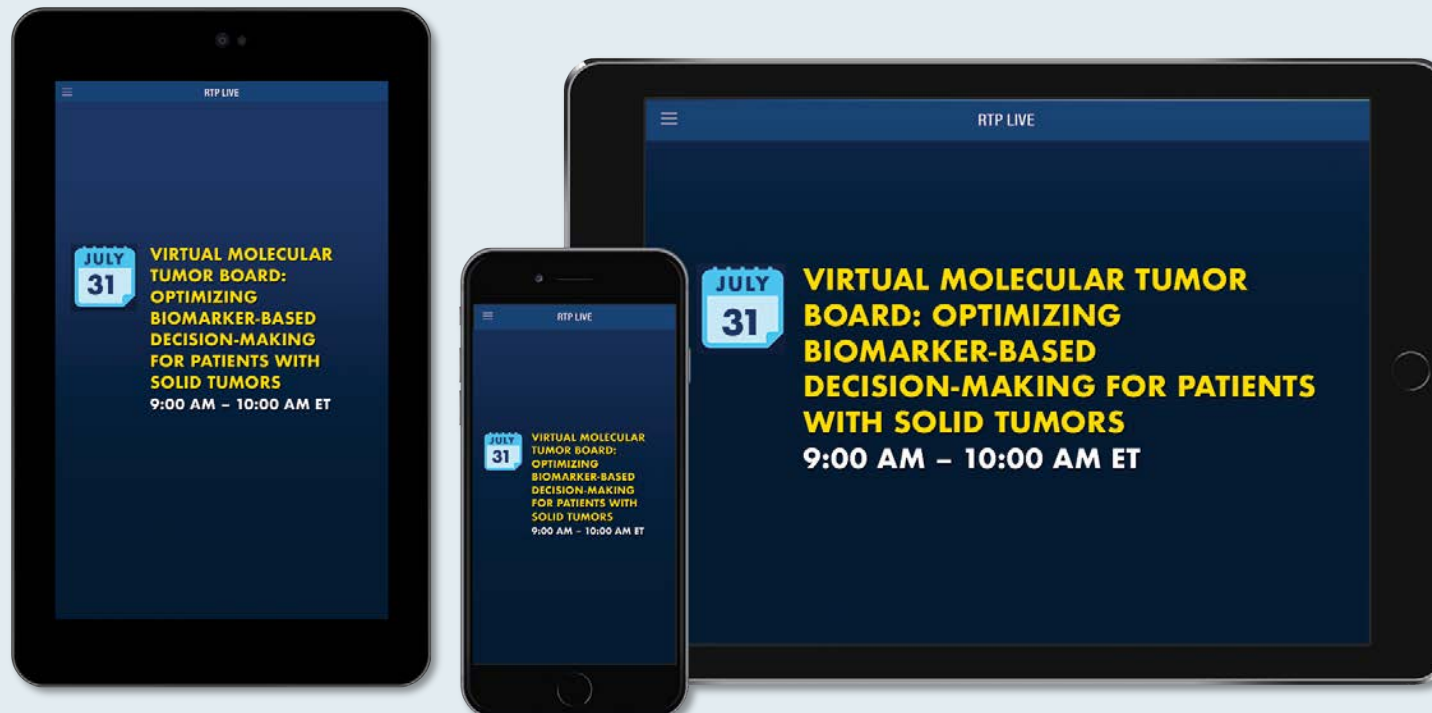 RTP LIVE
JULY
31
VIRTUAL MOLECULAR
TUMOR BOARD:
OPTIMIZING
BIOMARKER-BASED
DECISION-MAKING
FOR PATIENTS WITH
SOLID TUMORS
9:00 AM – 10:00 AM ET
RTP LIVE
JULY
31
VIRTUAL MOLECULAR
TUMOR BOARD:
OPTIMIZING
BIOMARKER-BASED
DECISION-MAKING
FOR PATIENTS WITH
SOLID TUMORS
9:00 AM – 10:00 AM ET
RTP LIVE
JULY
31
VIRTUAL MOLECULAR TUMOR
BOARD: OPTIMIZING
BIOMARKER-BASED
DECISION-MAKING FOR PATIENTS
WITH SOLID TUMORS
9:00 AM – 10:00 AM ET